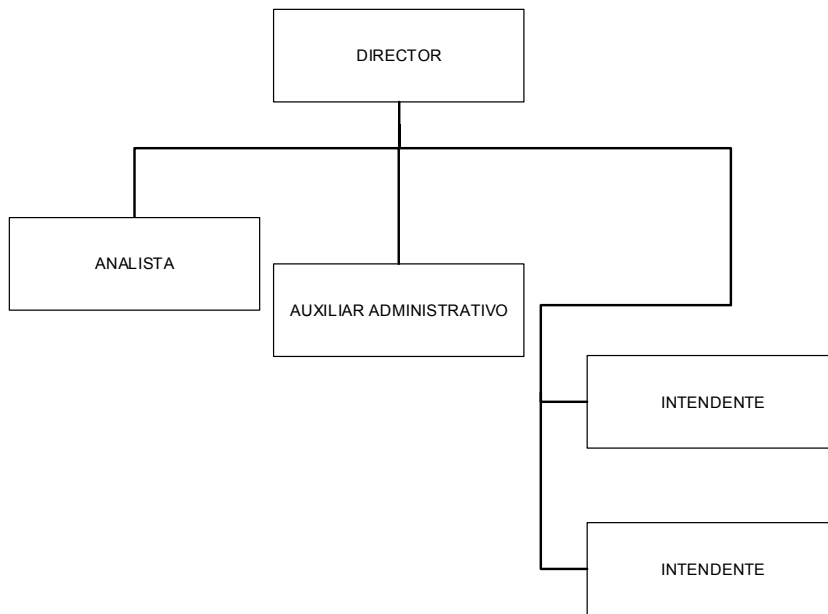 DIRECTOR
ANALISTA
AUXILIAR ADMINISTRATIVO
INTENDENTE
INTENDENTE